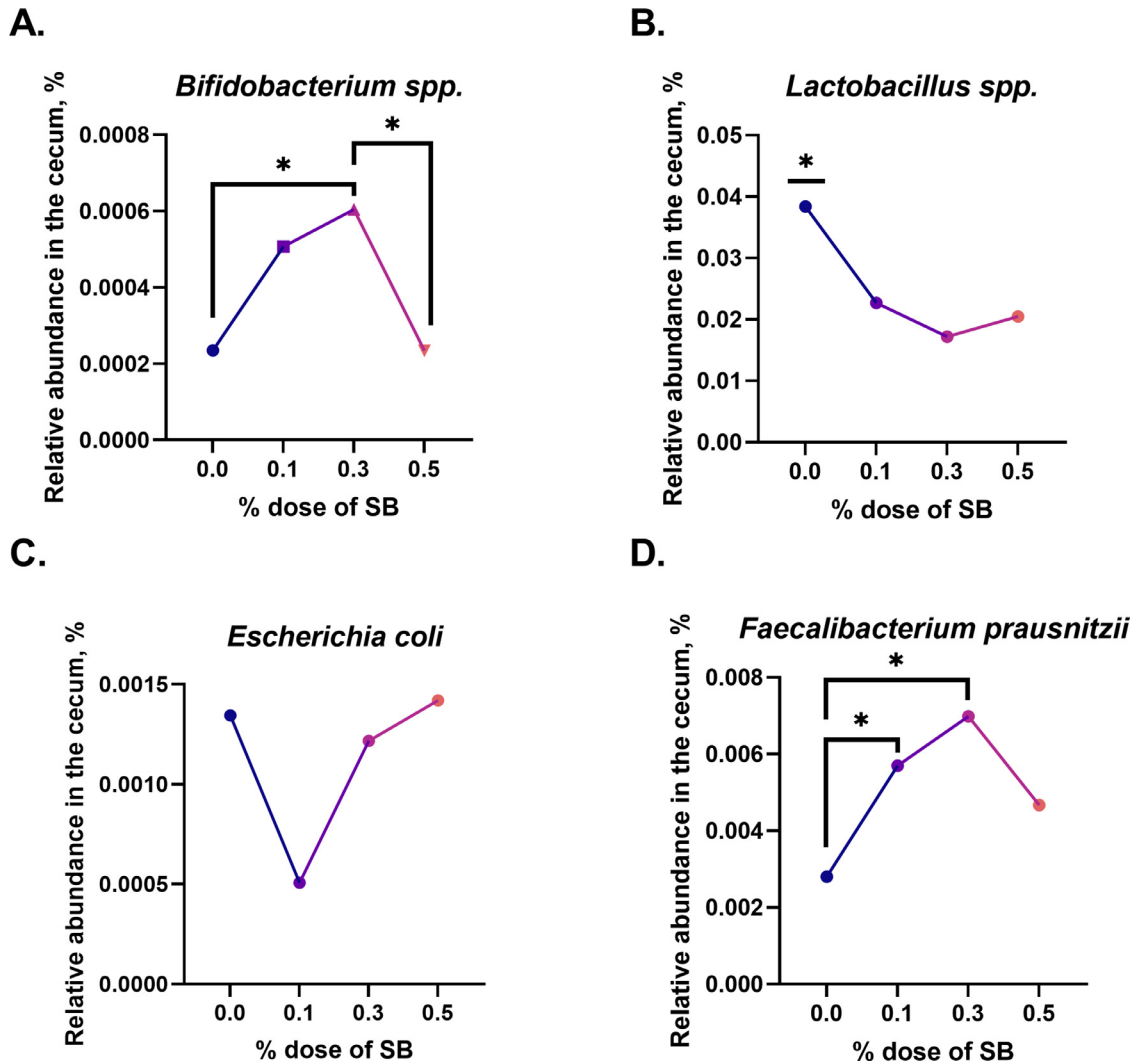 A.
Bifidobacterium spp.
Relative abundance in the cecum, %
0.0008
0.0006
0.0004
0.0002
0.0000
*
*
0.0 0.1 0.3 0.5
% dose of SB
B.
Lactobacillus spp.
Relative abundance in the cecum, %
0.05
0.04
0.03
0.02
0.01
0.00
*
0.0 0.1 0.3 0.5
% dose of SB
C.
Escherichia coli
Relative abundance in the cecum, %
0.0015
0.0010
0.0005
0.0000
0.0 0.1 0.3 0.5
% dose of SB
D.
Faecalibacterium prausnitzii
Relative abundance in the cecum, %
0.008
0.006
0.004
0.002
0.000
*
*
0.0 0.1 0.3 0.5
% dose of SB